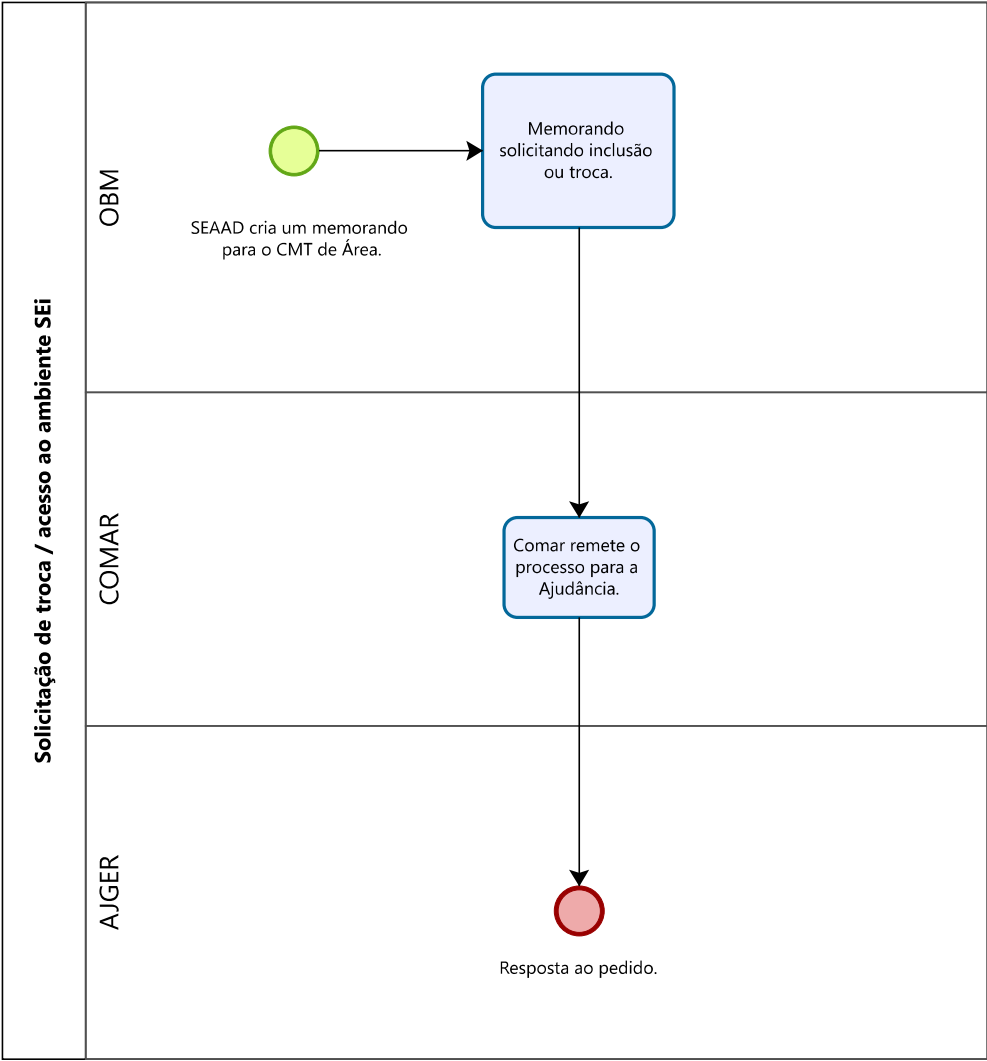 Solicitação de troca / acesso ao ambiente SEi
OBM
SEAAD cria um memorando
para o CMT de Área.
Memorando
solicitando inclusão
ou troca.
COMAR
Comar remete o
processo para a
Ajudância.
AJGER
Resposta ao pedido.